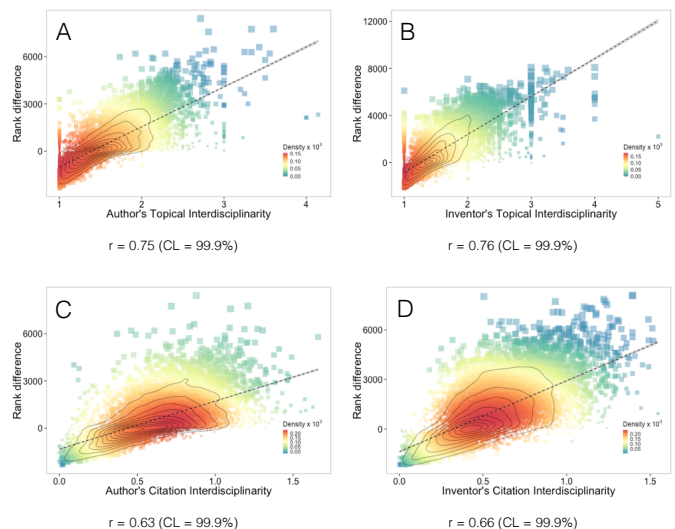 A
Rank difference
6000
3000
0
Density x 10³
0.15
0.10
0.05
0.00
1
2
3
4
Author's Topical Interdisciplinarity
r = 0.75 (CL = 99.9%)
B
Rank difference
12000
8000
4000
0
Density x 10³
0.15
0.10
0.05
0.00
1
2
3
4
5
Inventor's Topical Interdisciplinarity
r = 0.76 (CL = 99.9%)
C
Rank difference
6000
3000
0
Density x 10³
0.20
0.15
0.10
0.05
0.00
0.0
0.5
1.0
1.5
Author's Citation Interdisciplinarity
r = 0.63 (CL = 99.9%)
D
Rank difference
6000
3000
0
Density x 10³
0.20
0.15
0.10
0.05
0.00
0.0
0.5
1.0
1.5
Inventor's Citation Interdisciplinarity
r = 0.66 (CL = 99.9%)